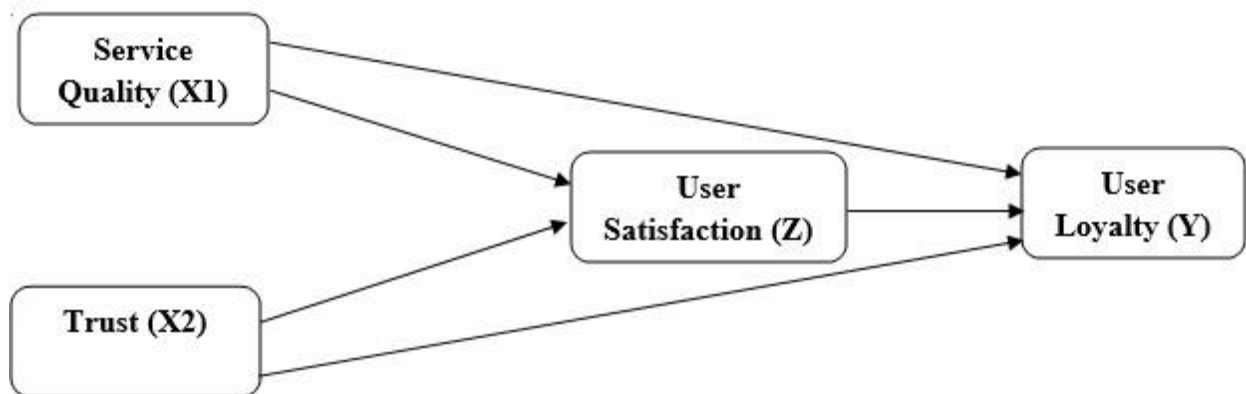 Service
Quality (X1)
User
Satisfaction (Z)
User
Loyalty (Y)
Trust (X2)